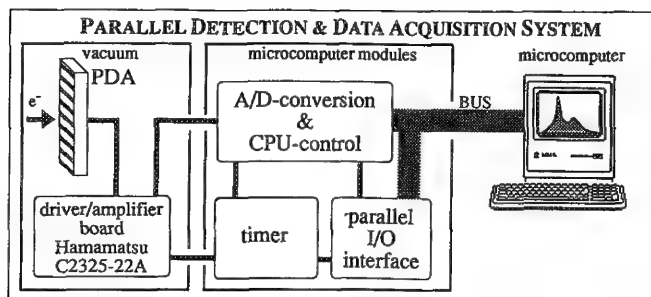 PARALLEL DETECTION & DATA ACQUISITION SYSTEM
vacuum
PDA
e⁻
driver/amplifier
board
Hamamatsu
C2325-22A
microcomputer modules
A/D-conversion
&
CPU-control
timer
parallel
I/O
interface
BUS
microcomputer